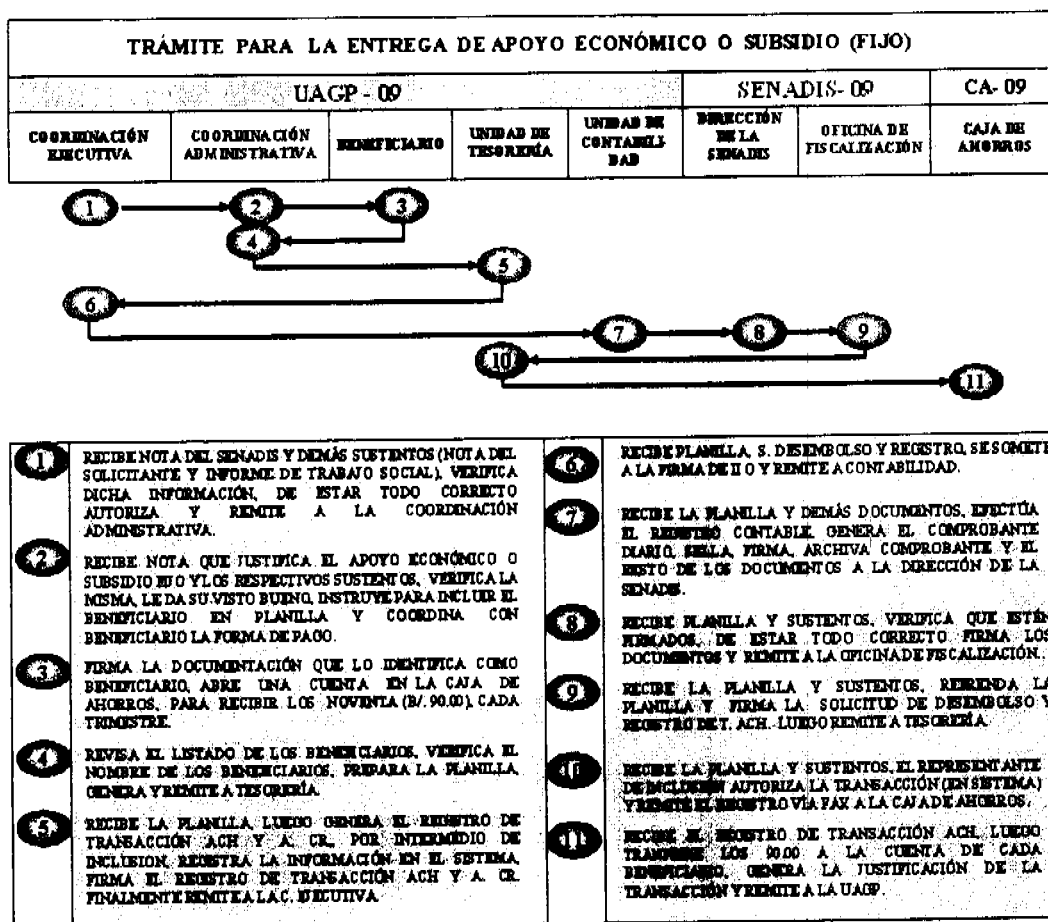 TRÁMITE PARA LA ENTREGA DE APOYO ECONÓMICO O SUBSIDIO (FIJO)
UAGP - 09
SENADIS- 09
CA- 09
COORDINACIÓN
EJECUTIVA
COORDINACIÓN
ADMINISTRATIVA
BENEFICIARIO
UNIDAD DE
TESORERÍA
UNIDAD DE
CONTABILI-
DAD
DIRECCIÓN
DE LA
SENADIS
OFICINA DE
FISCALIZACIÓN
CAJA DE
AHORROS
1
2
3
4
5
6
7
8
9
10
11
1
RECIBE NOTA DEL SENADIS Y DEMÁS SUSTENTOS (NOTA DEL
SOLICITANTE Y INFORME DE TRABAJO SOCIAL), VERIFICA
DICHA INFORMACIÓN, DE ESTAR TODO CORRECTO
AUTORIZA Y REMITE A LA COORDINACIÓN
ADMINISTRATIVA.
2
RECIBE NOTA QUE JUSTIFICA EL APOYO ECONÓMICO O
SUBSIDIO FIJO Y LOS RESPECTIVOS SUSTENTOS, VERIFICA LA
MISMA, LE DA SU VISTO BUENO, INSTRUYE PARA INCLUIR EL
BENEFICIARIO EN PLANILLA Y COORDINA CON
BENEFICIARIO LA FORMA DE PAGO.
3
FIRMA LA DOCUMENTACIÓN QUE LO IDENTIFICA COMO
BENEFICIARIO, ABRE UNA CUENTA EN LA CAJA DE
AHORROS, PARA RECIBIR LOS NOVENTA (B/. 90.00), CADA
TRIMESTRE.
4
REVISA EL LISTADO DE LOS BENEFICIARIOS, VERIFICA EL
NOMBRE DE LOS BENEFICIARIOS, PREPARA LA PLANILLA,
GENERA Y REMITE A TESORERÍA.
5
RECIBE LA PLANILLA, LUEGO GENERA EL REGISTRO DE
TRANSACCIÓN ACH Y A. CR., POR INTERMEDIO DE
INCLUSION, REGISTRA LA INFORMACIÓN EN EL SISTEMA,
FIRMA EL REGISTRO DE TRANSACCIÓN ACH Y A. CR.
FINALMENTE REMITE A LA C. EJECUTIVA.
6
RECIBE PLANILLA, S. DESEMBOLSO Y REGISTRO, SE SOMETE
A LA FIRMA DE II O Y REMITE A CONTABILIDAD.
7
RECIBE LA PLANILLA Y DEMÁS DOCUMENTOS, EFECTÚA
EL REGISTRO CONTABLE, GENERA EL COMPROBANTE
DIARIO, SELLA, FIRMA, ARCHIVA COMPROBANTE Y EL
RESTO DE LOS DOCUMENTOS A LA DIRECCIÓN DE LA
SENADIS.
8
RECIBE PLANILLA Y SUSTENTOS, VERIFICA QUE ESTÉN
FIRMADOS, DE ESTAR TODO CORRECTO FIRMA LOS
DOCUMENTOS Y REMITE A LA OFICINA DE FISCALIZACIÓN.
9
RECIBE LA PLANILLA Y SUSTENTOS, REFRENDA LA
PLANILLA Y FIRMA LA SOLICITUD DE DESEMBOLSO Y
REGISTRO DE T. ACH. LUEGO REMITE A TESORERÍA.
10
RECIBE LA PLANILLA Y SUSTENTOS, EL REPRESENTANTE
DE INCLUSIÓN AUTORIZA LA TRANSACCIÓN (EN SISTEMA)
Y REMITE EL REGISTRO VÍA FAX A LA CAJA DE AHORROS.
11
RECIBE EL REGISTRO DE TRANSACCIÓN ACH, LUEGO
TRANSFIERE LOS 90.00 A LA CUENTA DE CADA
BENEFICIARIO, GENERA LA JUSTIFICACIÓN DE LA
TRANSACCIÓN Y REMITE A LA UAGP.